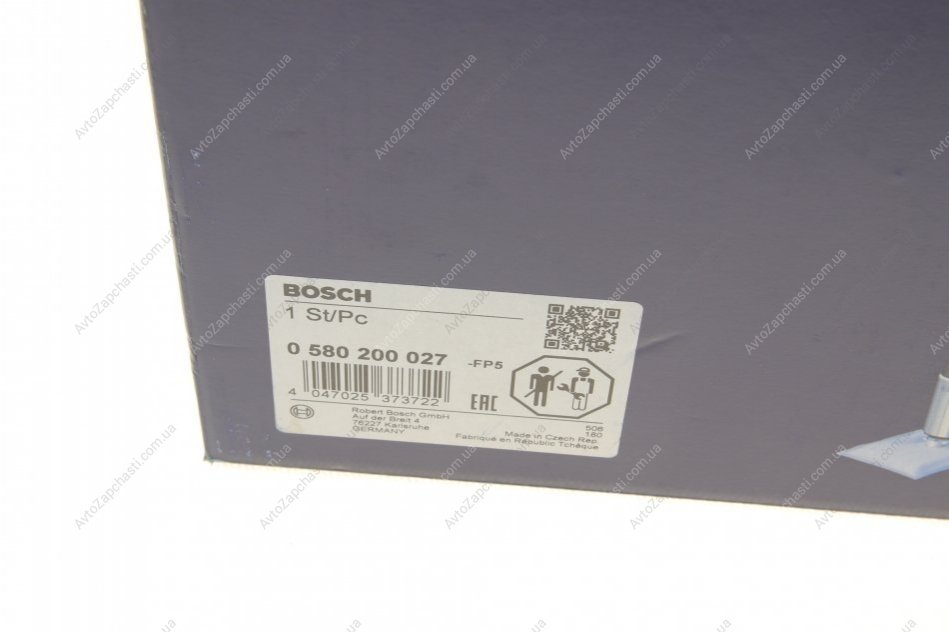 BOSCH
1 St/Pc
0 580 200 027 -FP5
4 047025 373722
EAC
Robert Bosch GmbH
Auf der Breit 4
76227 Karlsruhe
GERMANY
506
180
Made in Czech Rep.
Fabriqué en République Tchèque
AvtoZapchasti.com.ua